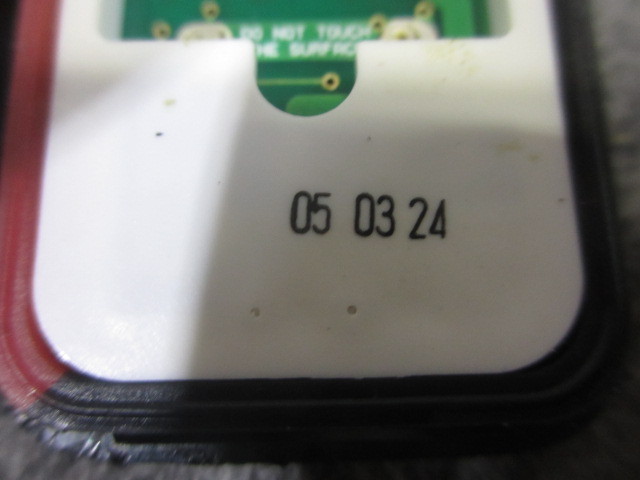 DO NOT TOUCH
THE SURFACE
05 03 24